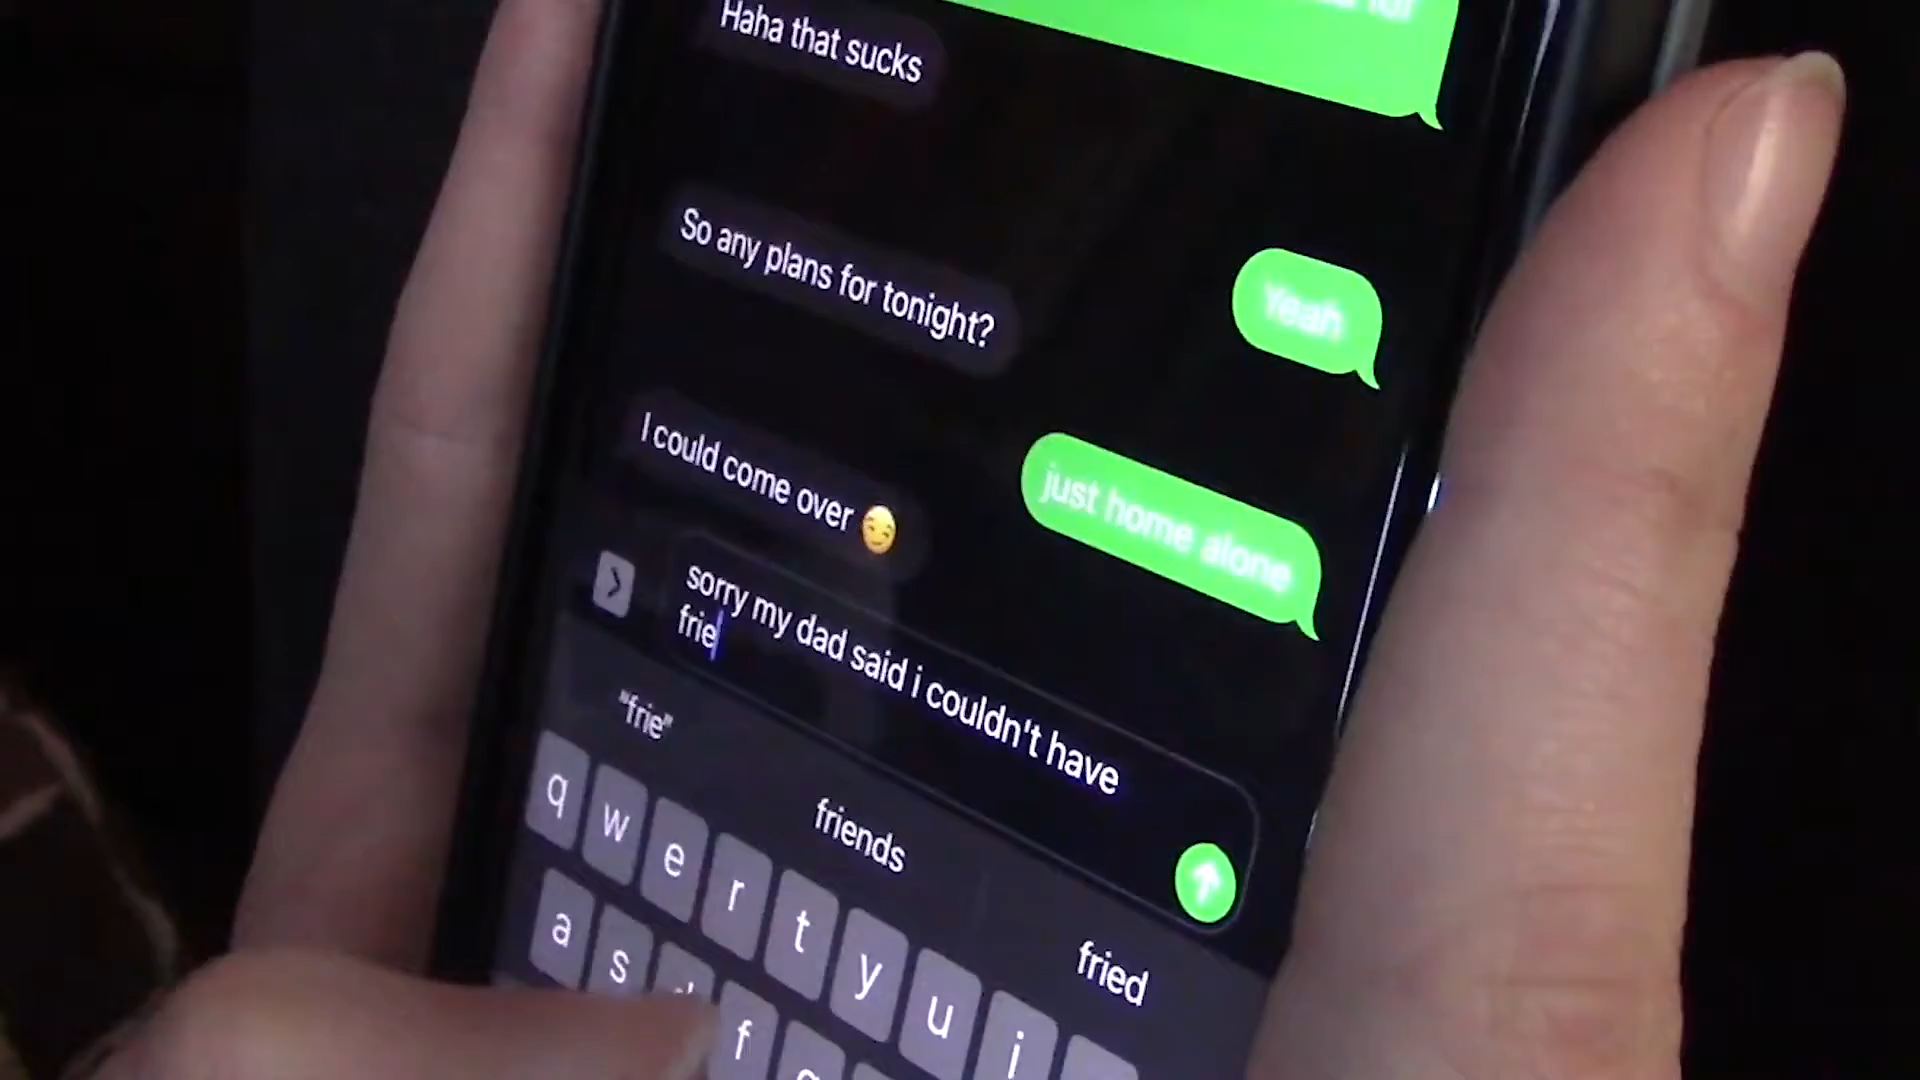 Haha that sucks
Yeah
So any plans for tonight?
just home alone
I could come over 😏
sorry my dad said i couldn't have
frie
"frie"
friends
fried
q w e r t y u i
a s d f